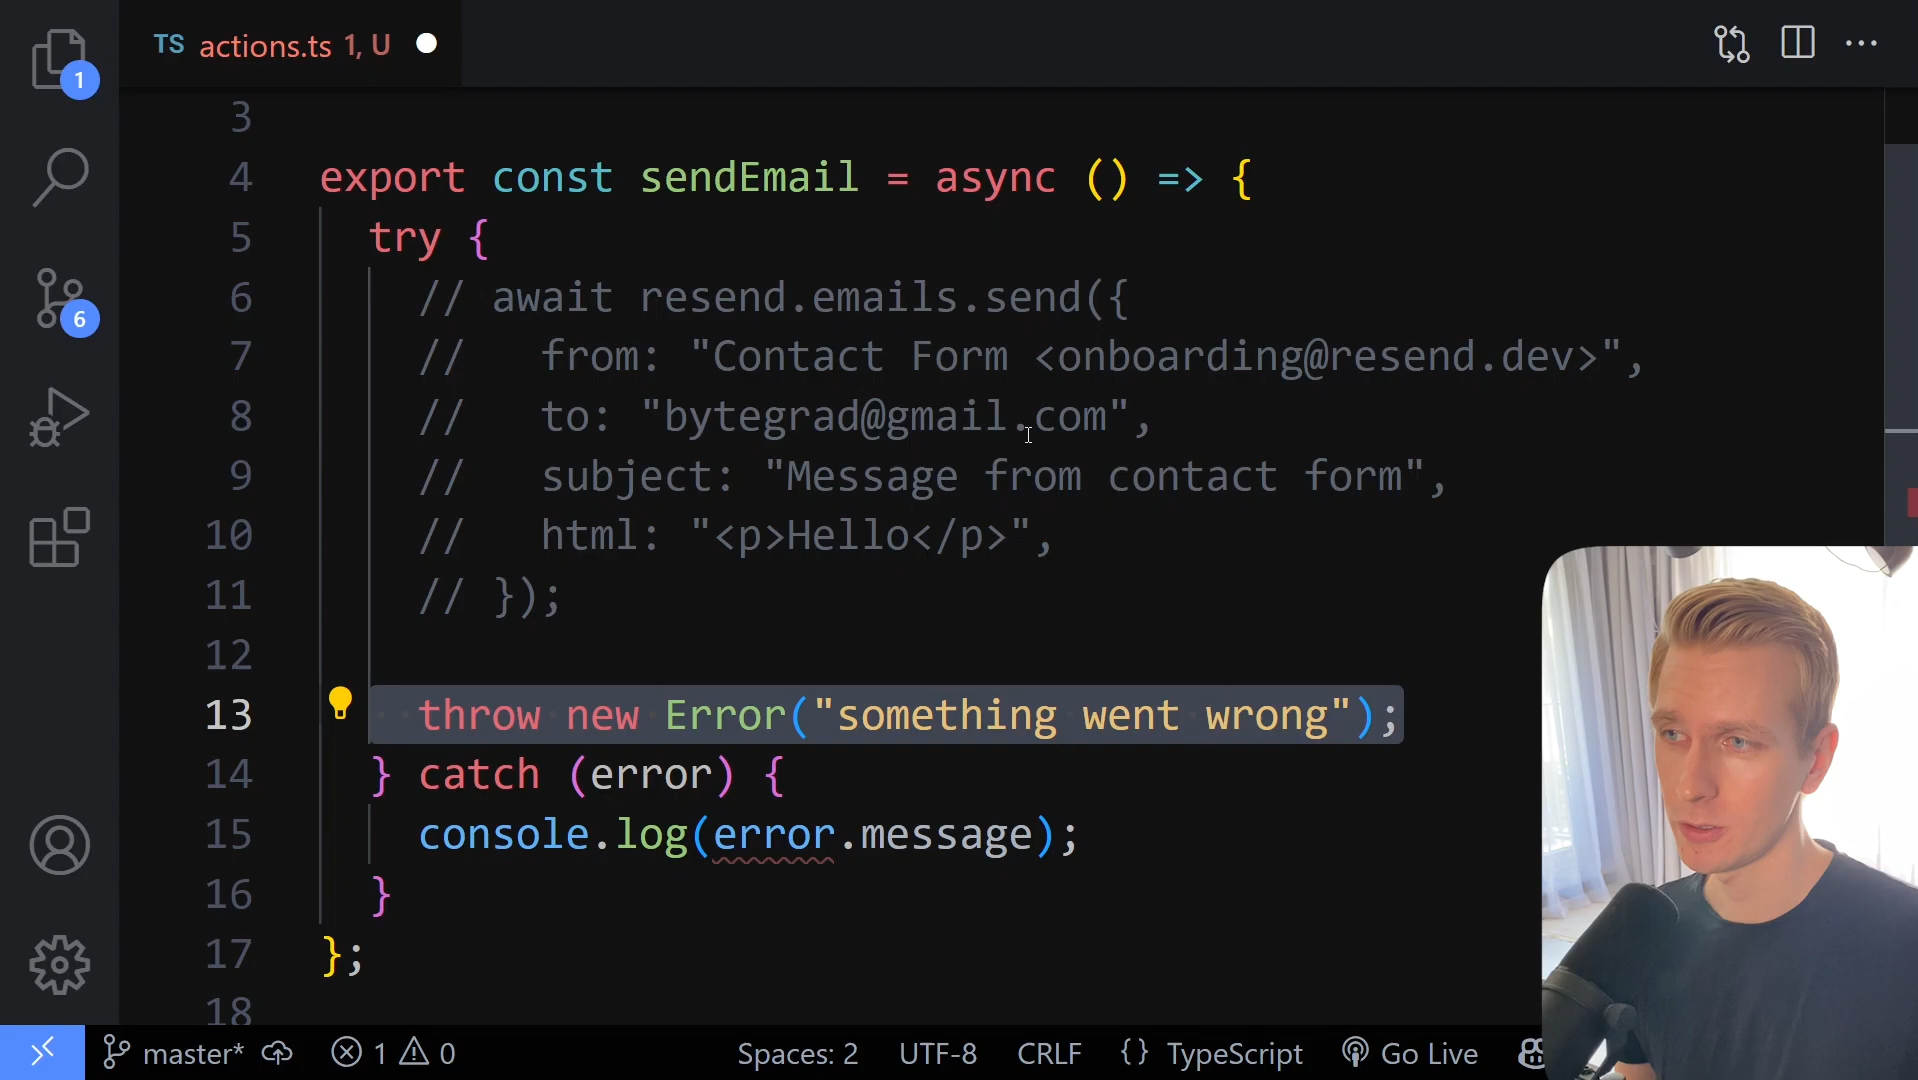 1
TS actions.ts 1, U
3
4 export const sendEmail = async () => {
5 try {
6 // await resend.emails.send({
7 // from: "Contact Form <onboarding@resend.dev>",
8 // to: "bytegrad@gmail.com",
9 // subject: "Message from contact form",
10 // html: "<p>Hello</p>",
11 // });
12
13 throw new Error("something went wrong");
14 } catch (error) {
15 console.log(error.message);
16 }
17 };
18
6
master* 1 0 Spaces: 2 UTF-8 CRLF {} TypeScript Go Live